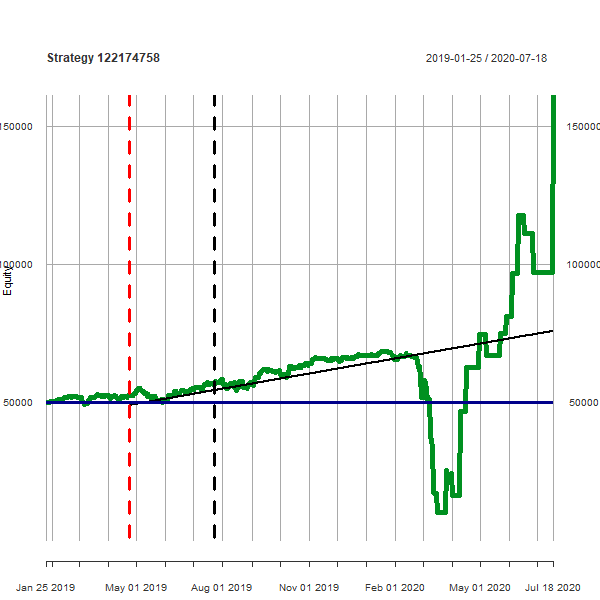 Strategy 122174758
2019-01-25 / 2020-07-18
150000 150000
100000 100000
Equity
50000 50000
Jan 25 2019 May 01 2019 Aug 01 2019 Nov 01 2019 Feb 01 2020 May 01 2020 Jul 18 2020